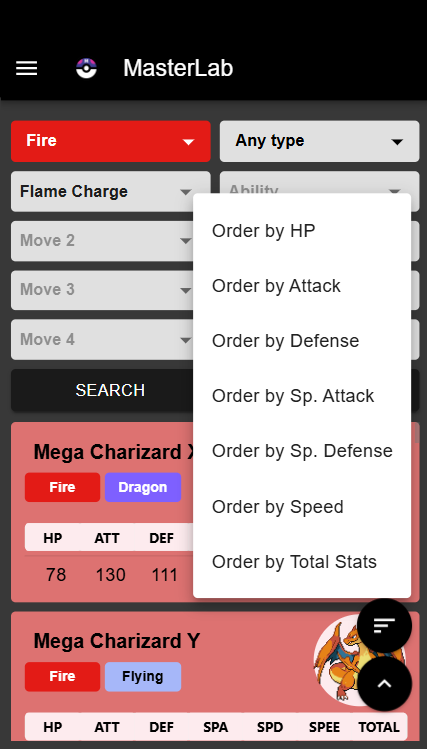 MasterLab
Fire
Any type
Flame Charge
Ability
Move 2
Move 3
Move 4
SEARCH
Order by HP
Order by Attack
Order by Defense
Order by Sp. Attack
Order by Sp. Defense
Order by Speed
Order by Total Stats
Mega Charizard X
Fire Dragon
HP ATT DEF
78 130 111
Mega Charizard Y
Fire Flying
HP ATT DEF SPA SPD SPEE TOTAL